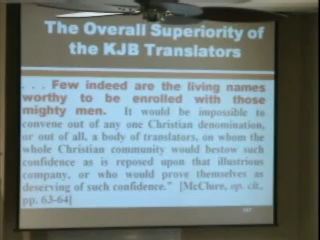 The Overall Superiority of
the KJB Translators
. . . Few indeed are the living names
worthy to be enrolled with those
mighty men. It would be impossible to
convene out of any one Christian denomination,
or out of all, a body of translators, on whom the
whole Christian community would bestow such
confidence as is reposed upon that illustrious
company, or who would prove themselves as
deserving of such confidence." [McClure, op. cit.,
pp. 63-64]